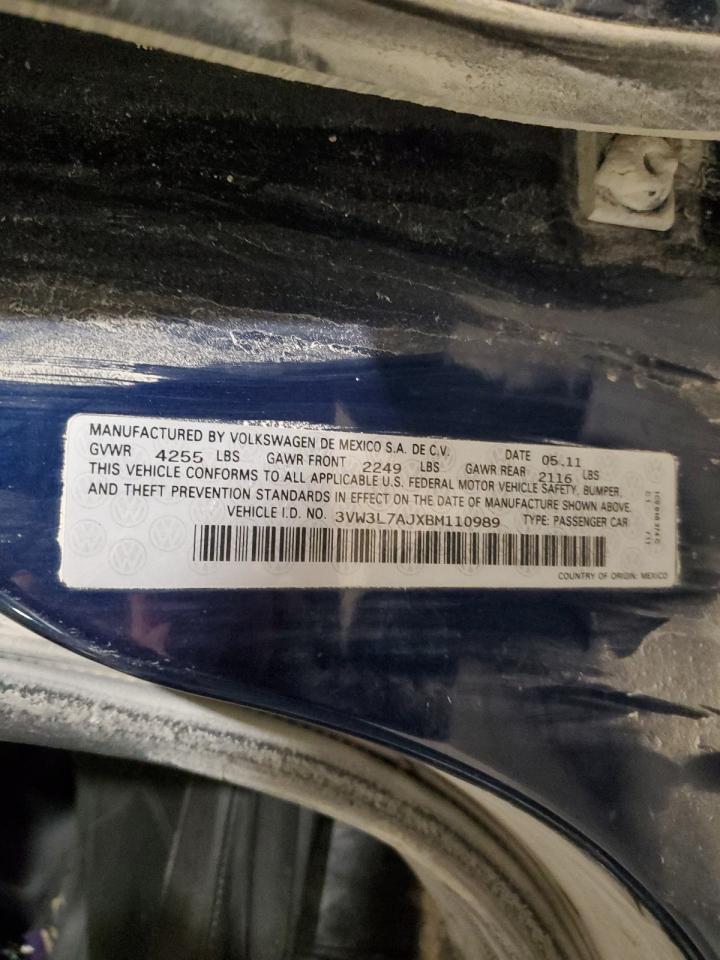 MANUFACTURED BY VOLKSWAGEN DE MEXICO S.A. DE C.V. DATE 05.11
GVWR 4255 LBS GAWR FRONT 2249 LBS GAWR REAR 2116 LBS
THIS VEHICLE CONFORMS TO ALL APPLICABLE U.S. FEDERAL MOTOR VEHICLE SAFETY, BUMPER,
AND THEFT PREVENTION STANDARDS IN EFFECT ON THE DATE OF MANUFACTURE SHOWN ABOVE.
VEHICLE I.D. NO. 3VW3L7AJXBM110989 TYPE: PASSENGER CAR
COUNTRY OF ORIGIN: MEXICO